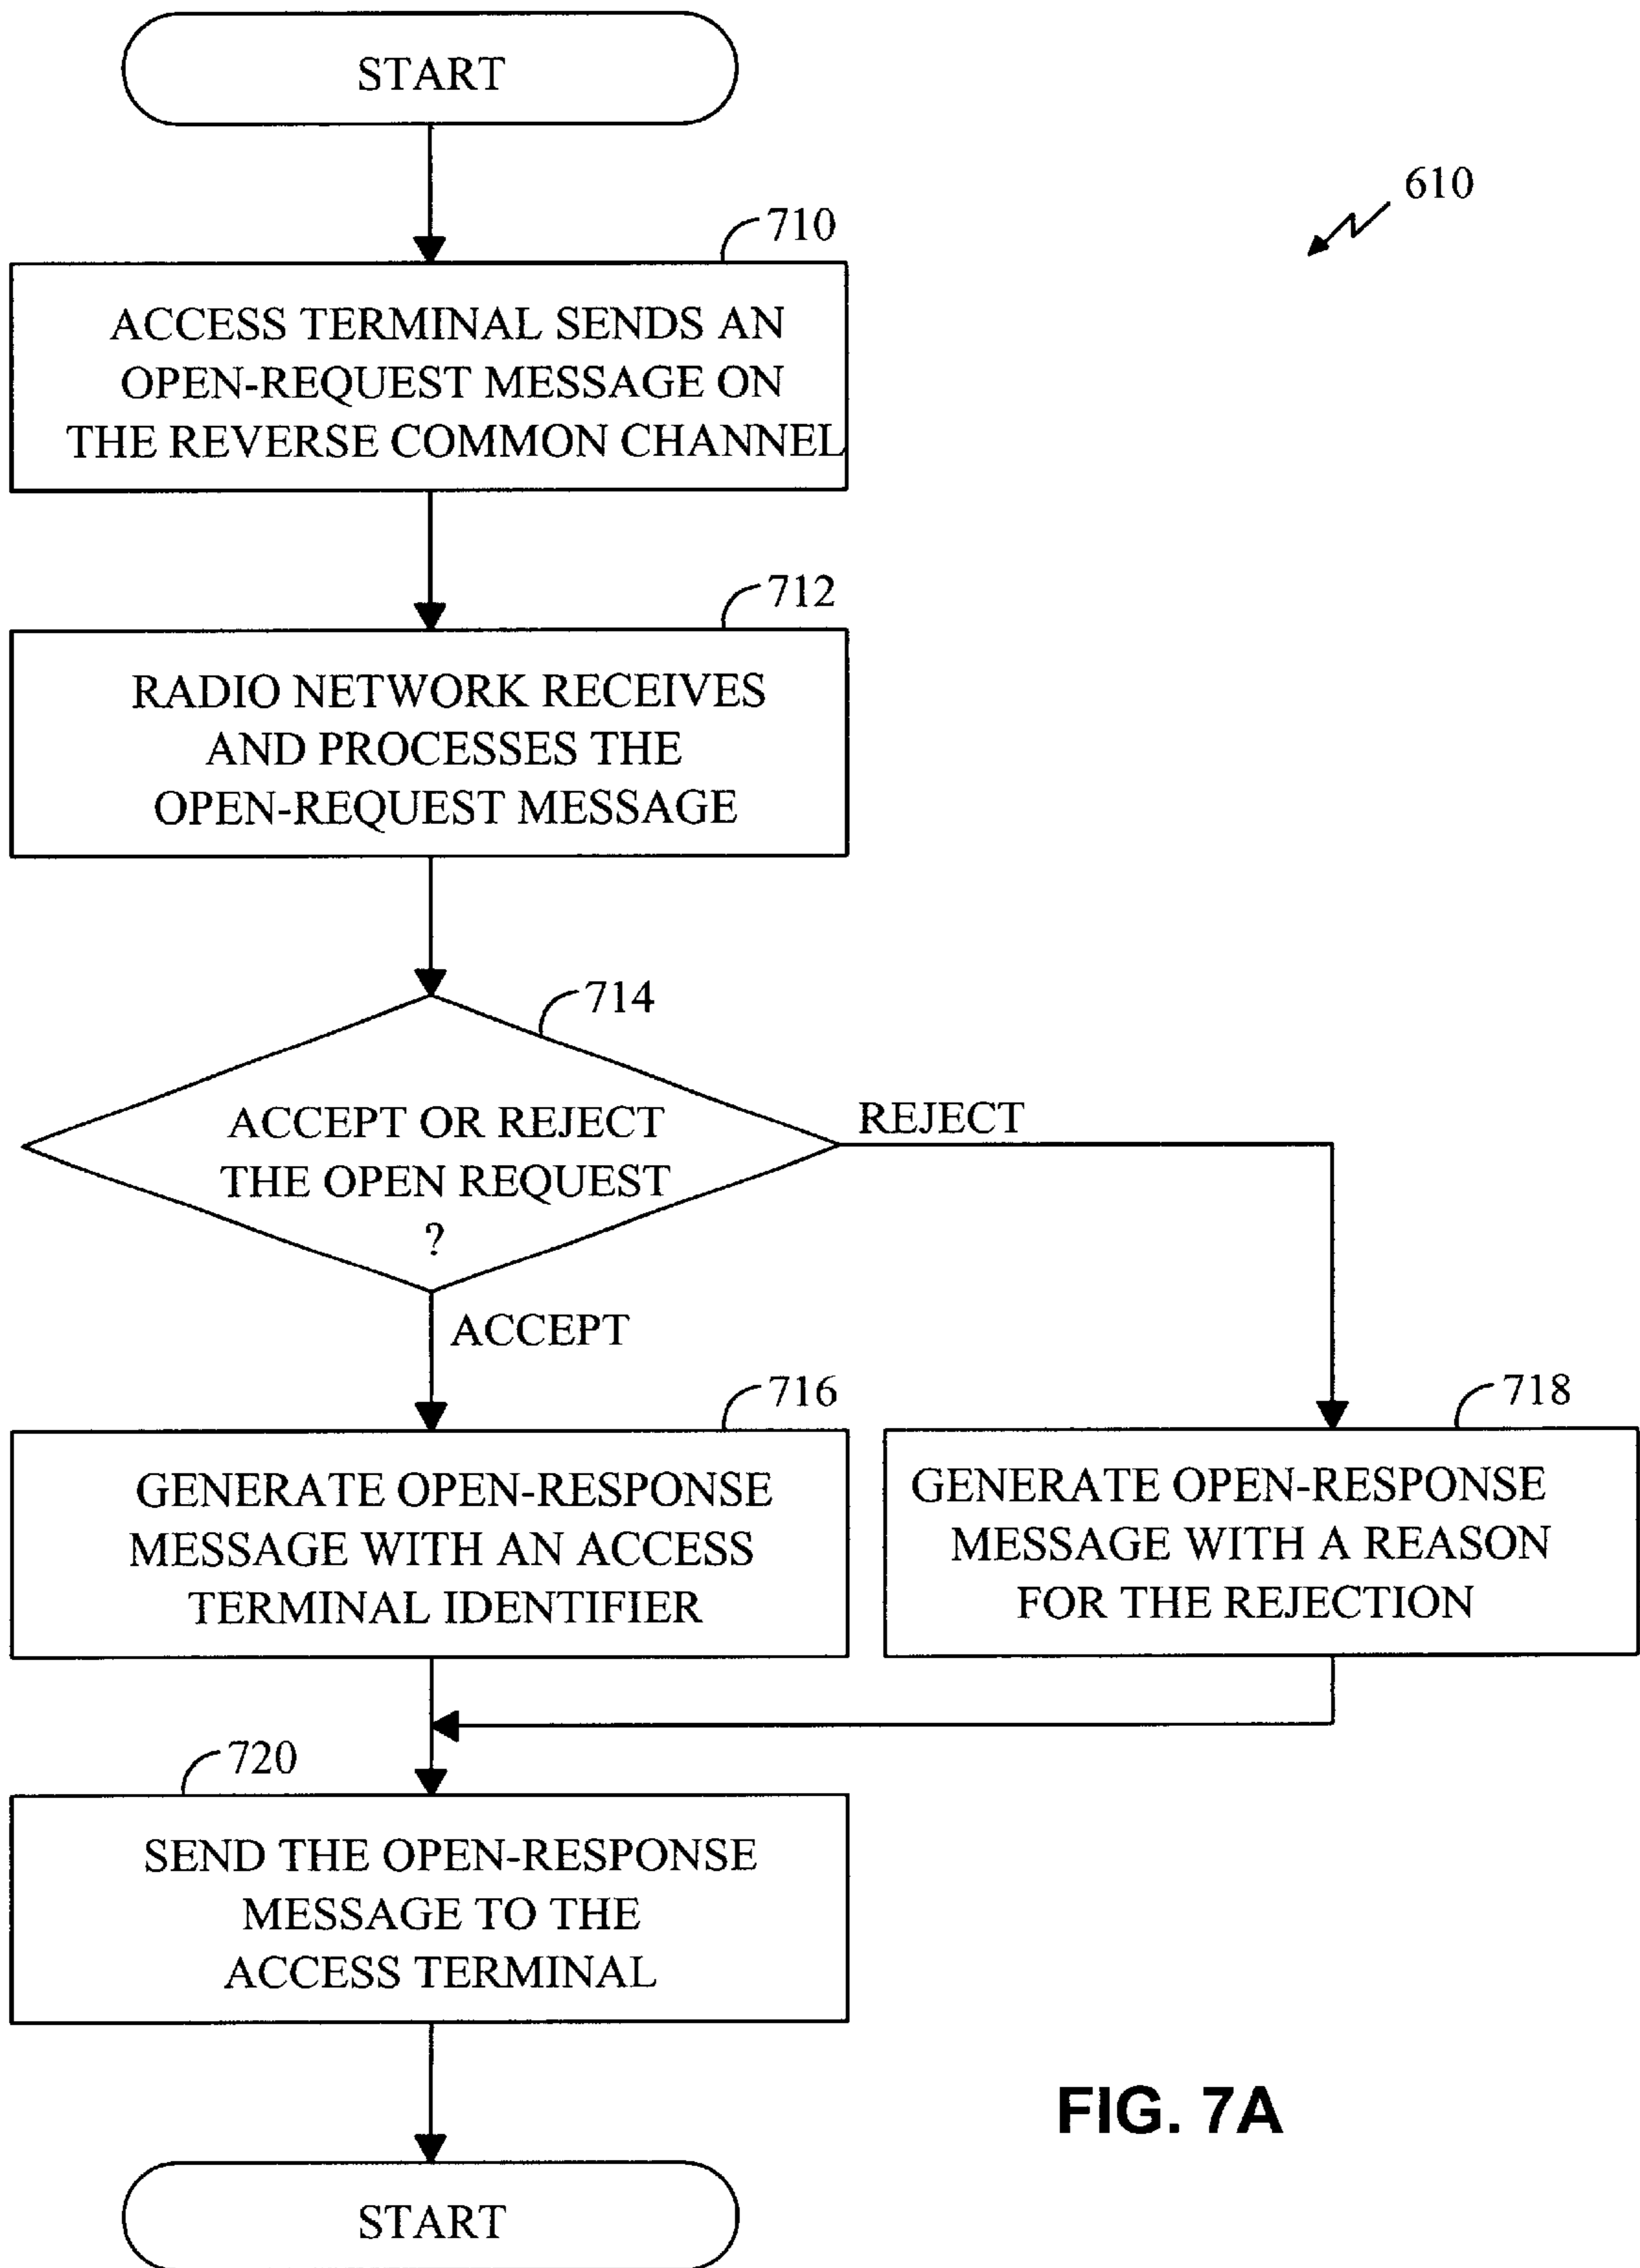 START
610
710
ACCESS TERMINAL SENDS AN
OPEN-REQUEST MESSAGE ON
THE REVERSE COMMON CHANNEL
712
RADIO NETWORK RECEIVES
AND PROCESSES THE
OPEN-REQUEST MESSAGE
714
ACCEPT OR REJECT
THE OPEN REQUEST
?
REJECT
ACCEPT
716
GENERATE OPEN-RESPONSE
MESSAGE WITH AN ACCESS
TERMINAL IDENTIFIER
718
GENERATE OPEN-RESPONSE
MESSAGE WITH A REASON
FOR THE REJECTION
720
SEND THE OPEN-RESPONSE
MESSAGE TO THE
ACCESS TERMINAL
START
FIG. 7A